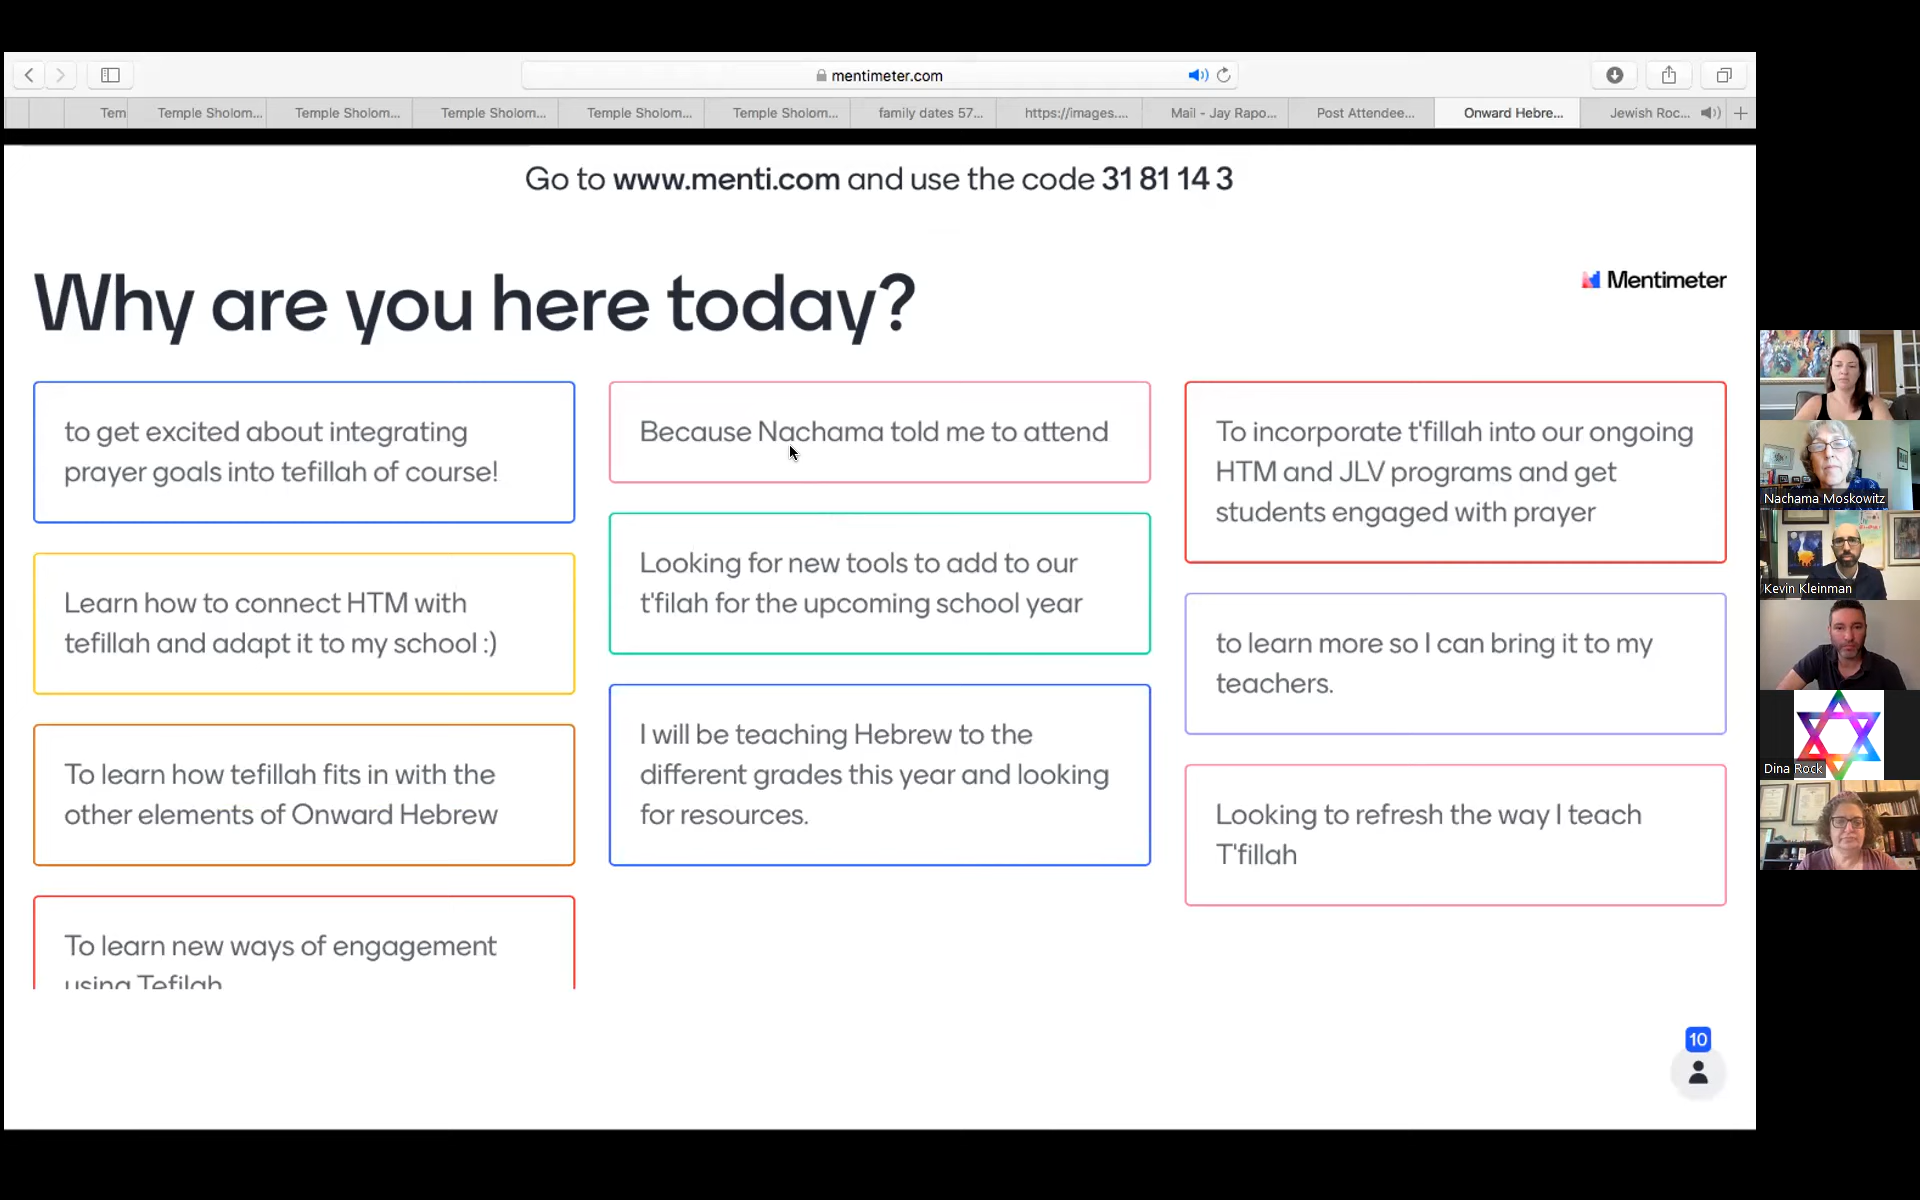 mentimeter.com
Tem
Temple Sholom...
Temple Sholom...
Temple Sholom...
Temple Sholom...
Temple Sholom...
family dates 57...
https://images....
Mail - Jay Rapo...
Post Attendee...
Onward Hebre...
Jewish Roc...
Go to www.menti.com and use the code 31 81 14 3
Why are you here today?
Mentimeter
to get excited about integrating
prayer goals into tefillah of course!
Learn how to connect HTM with
tefillah and adapt it to my school :)
To learn how tefillah fits in with the
other elements of Onward Hebrew
To learn new ways of engagement
using Tefilah
Because Nachama told me to attend
Looking for new tools to add to our
t'filah for the upcoming school year
I will be teaching Hebrew to the
different grades this year and looking
for resources.
To incorporate t'fillah into our ongoing
HTM and JLV programs and get
students engaged with prayer
to learn more so I can bring it to my
teachers.
Looking to refresh the way I teach
T'fillah
10
Nachama Moskowitz
Kevin Kleinman
Dina Rock